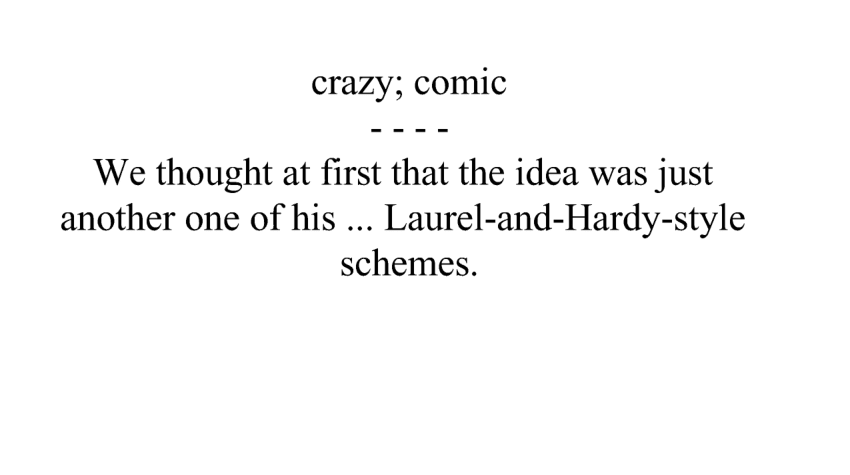 crazy; comic
- - - -
We thought at first that the idea was just
another one of his ... Laurel-and-Hardy-style
schemes.